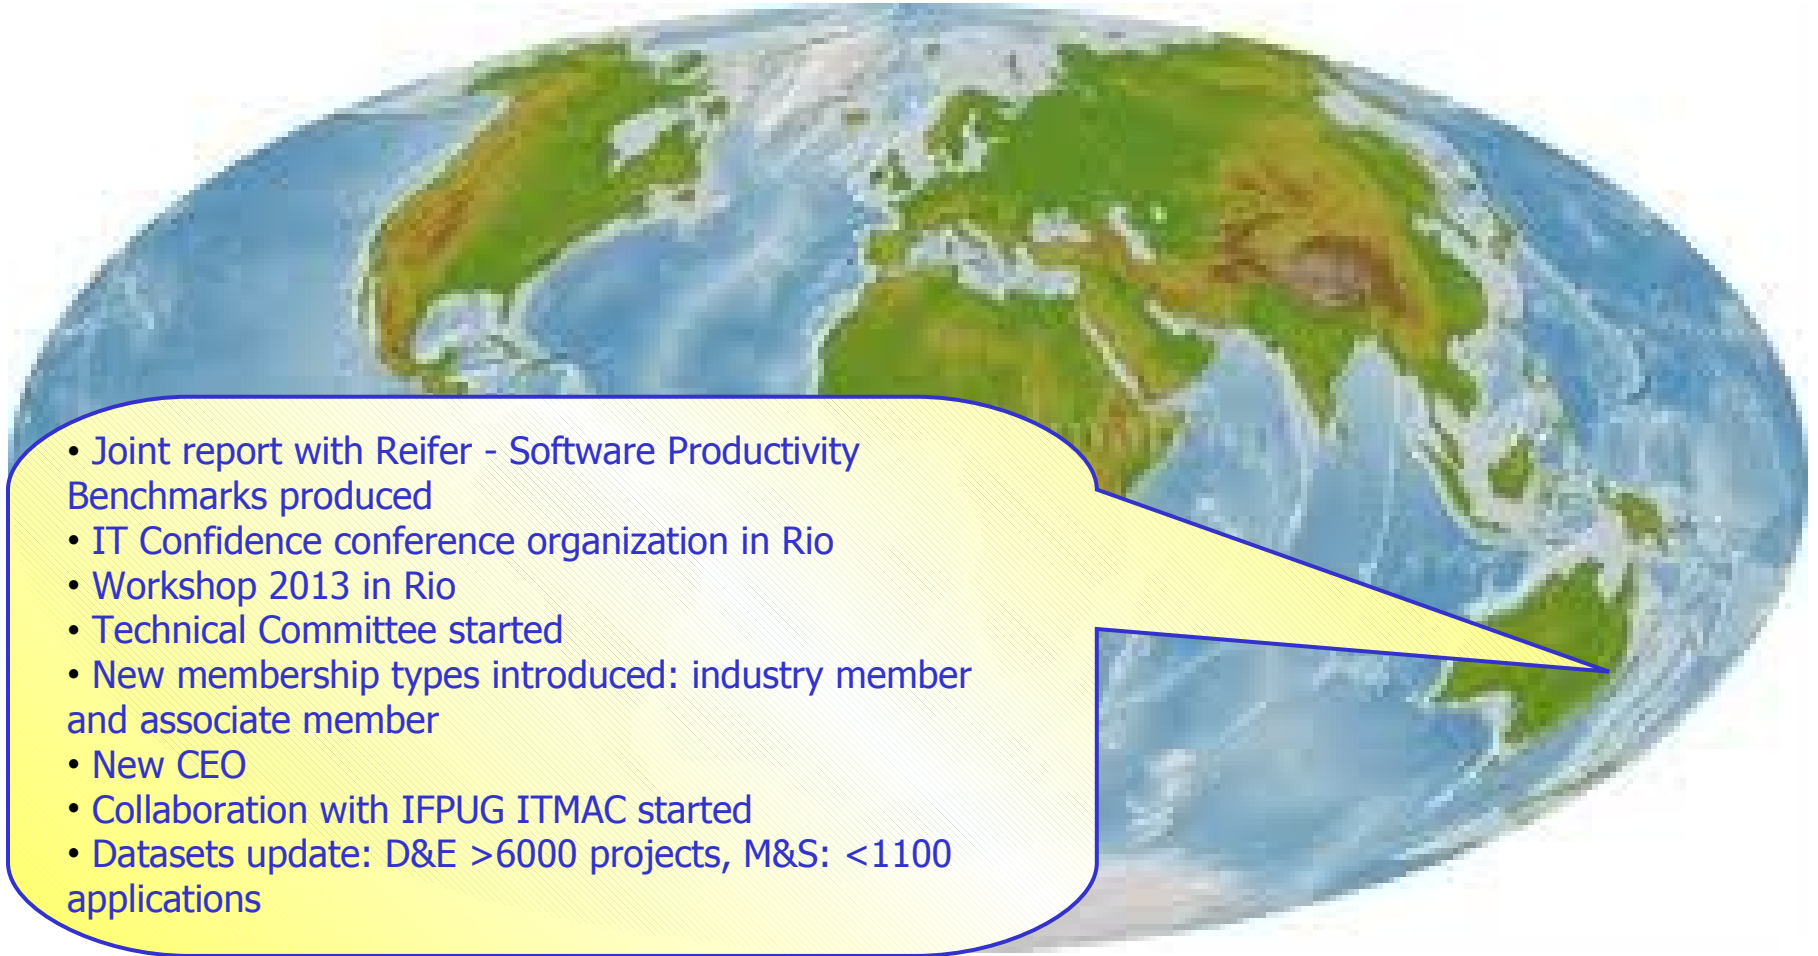 • Joint report with Reifer - Software Productivity
Benchmarks produced
• IT Confidence conference organization in Rio
• Workshop 2013 in Rio
• Technical Committee started
• New membership types introduced: industry member
and associate member
• New CEO
• Collaboration with IFPUG ITMAC started
• Datasets update: D&E >6000 projects, M&S: <1100
applications